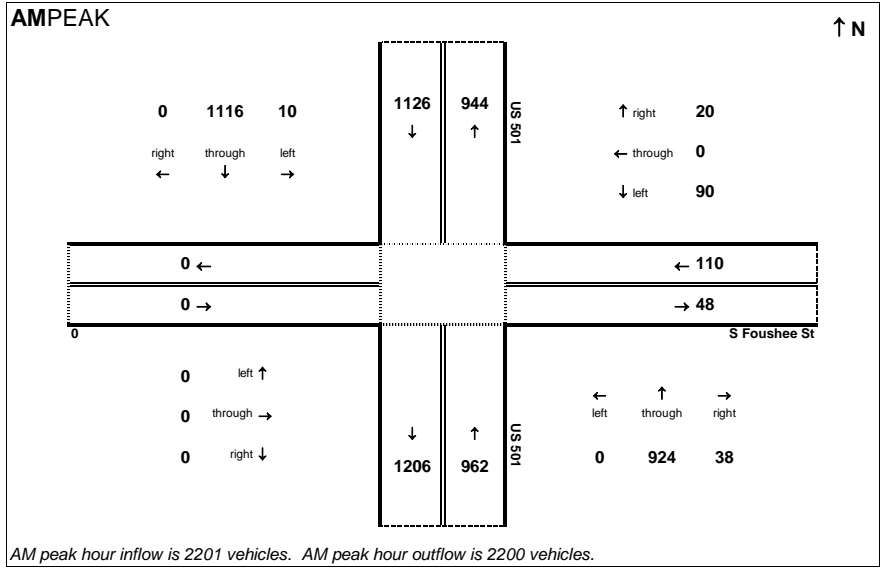 AMPEAK
↑ N
0 1116 10
right through left
← ↓ →
1126 944
↓ ↑
US 501
↑ right 20
← through 0
↓ left 90
0 ←
0 →
0
← 110
→ 48
S Foushee St
0 left ↑
0 through →
0 right ↓
↓ ↑
1206 962
US 501
← ↑ →
left through right
0 924 38
AM peak hour inflow is 2201 vehicles. AM peak hour outflow is 2200 vehicles.